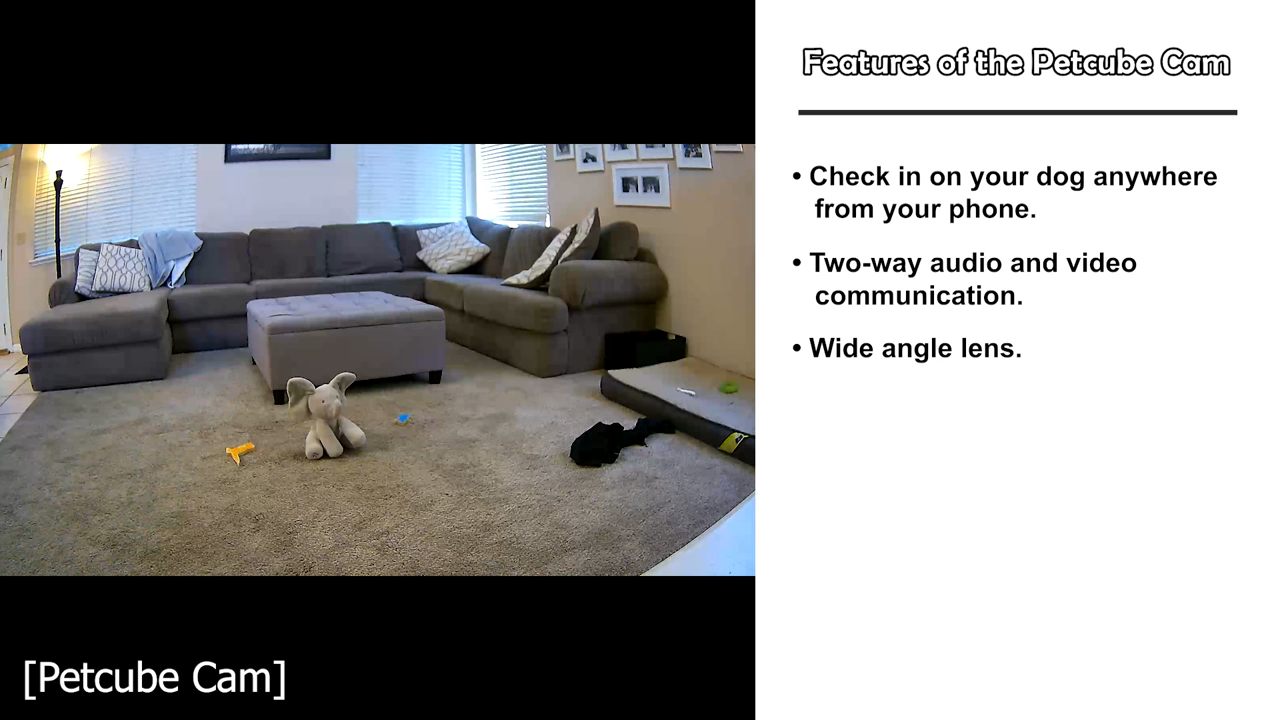 Features of the Petcube Cam
• Check in on your dog anywhere
from your phone.
• Two-way audio and video
communication.
• Wide angle lens.
[Petcube Cam]